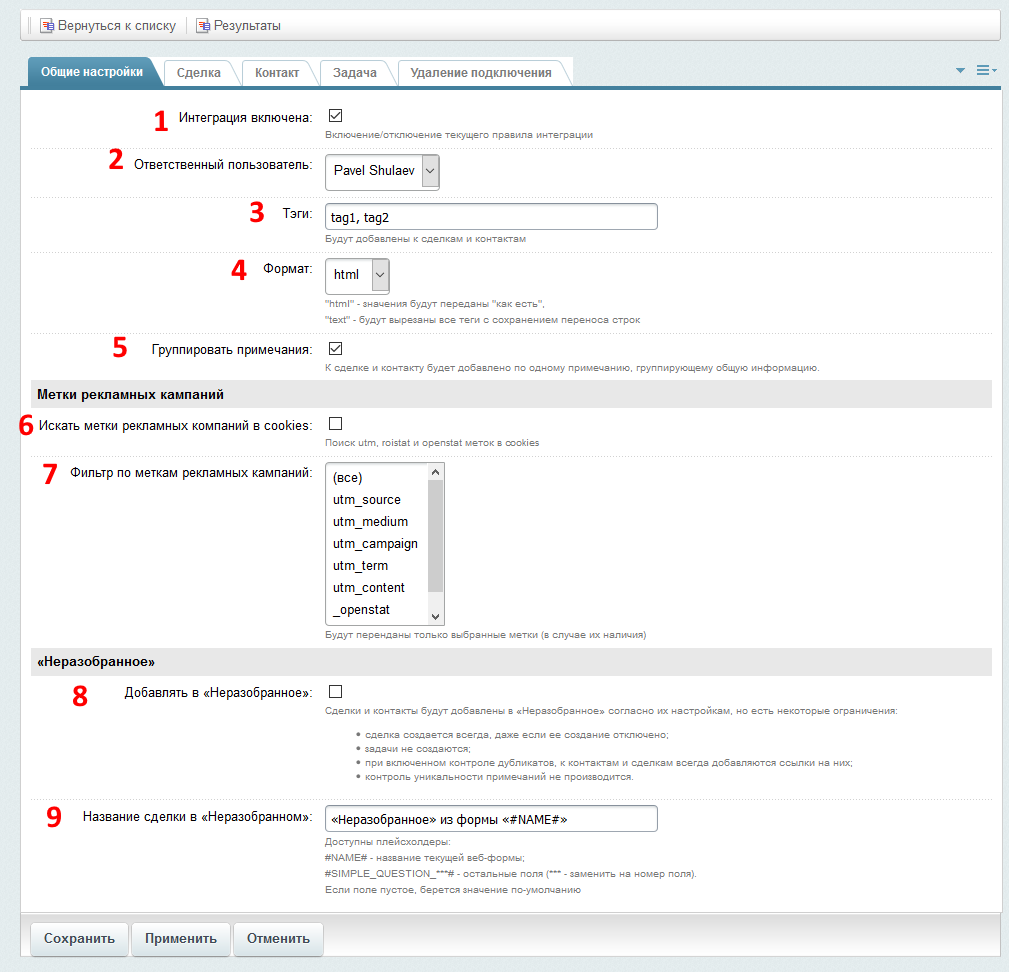 Вернуться к списку Результаты
Общие настройки Сделка Контакт Задача Удаление подключения
1 Интеграция включена:
Включение/отключение текущего правила интеграции
2 Ответственный пользователь: Pavel Shulaev
3 Тэги: tag1, tag2
Будут добавлены к сделкам и контактам
4 Формат: html
"html" - значения будут переданы "как есть",
"text" - будут вырезаны все теги с сохранением переноса строк
5 Группировать примечания:
К сделке и контакту будет добавлено по одному примечанию, группирующему общую информацию.
Метки рекламных кампаний
6 Искать метки рекламных компаний в cookies:
Поиск utm, roistat и openstat меток в cookies
7 Фильтр по меткам рекламных кампаний: (все)
utm_source
utm_medium
utm_campaign
utm_term
utm_content
_openstat
Будут перенданы только выбранные метки (в случае их наличия)
«Неразобранное»
8 Добавлять в «Неразобранное»:
Сделки и контакты будут добавлены в «Неразобранное» согласно их настройкам, но есть некоторые ограничения:
• сделка создается всегда, даже если ее создание отключено;
• задачи не создаются;
• при включенном контроле дубликатов, к контактам и сделкам всегда добавляются ссылки на них;
• контроль уникальности примечаний не производится.
9 Название сделки в «Неразобранном»: «Неразобранное» из формы «#NAME#»
Доступны плейсхолдеры:
#NAME# - название текущей веб-формы;
#SIMPLE_QUESTION_***# - остальные поля (*** - заменить на номер поля).
Если поле пустое, берется значение по-умолчанию
Сохранить Применить Отменить